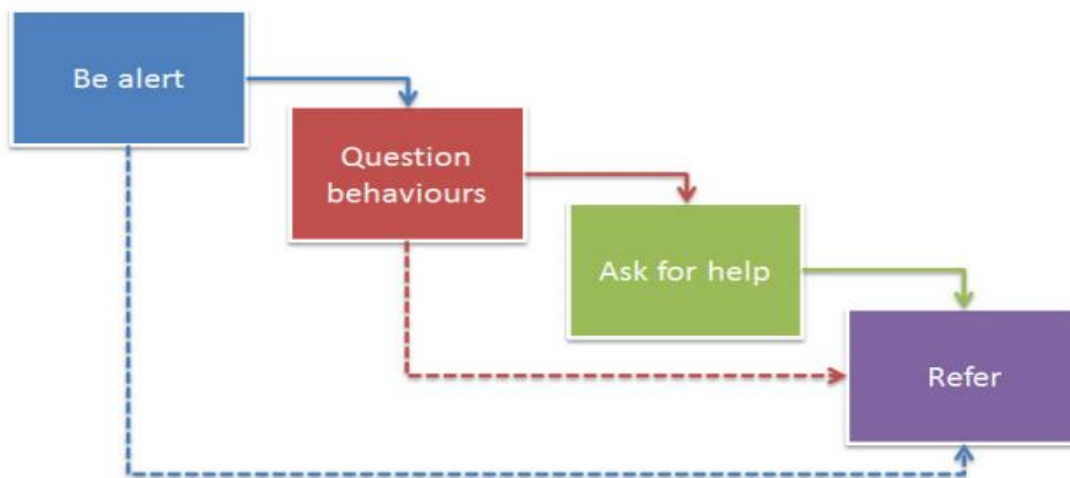 Be alert
Question
behaviours
Ask for help
Refer